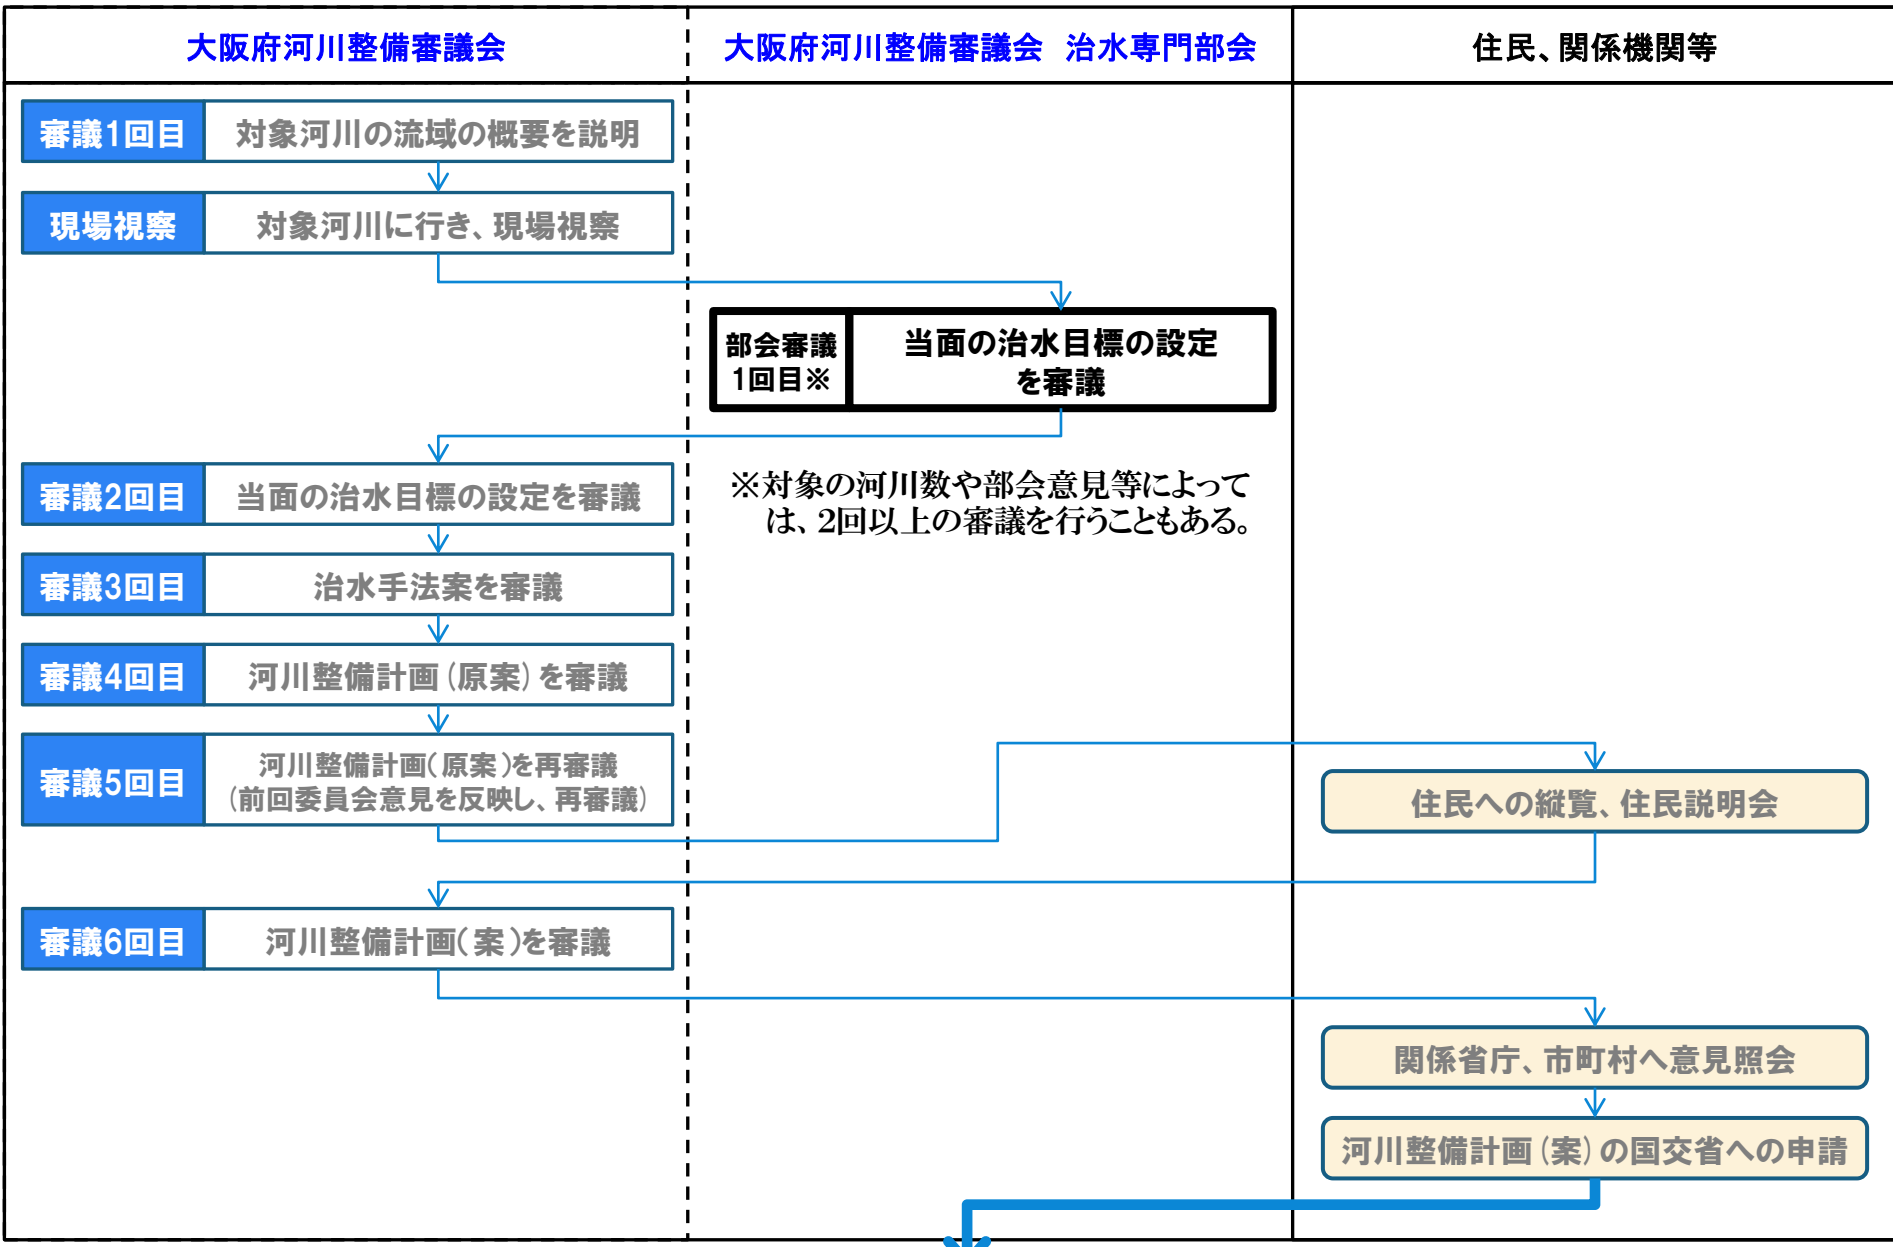 大阪府河川整備審議会
大阪府河川整備審議会 治水専門部会
住民、関係機関等
審議1回目
対象河川の流域の概要を説明
現場視察
対象河川に行き、現場視察
部会審議
1回目※
当面の治水目標の設定
を審議
審議2回目
当面の治水目標の設定を審議
※対象の河川数や部会意見等によって
は、2回以上の審議を行うこともある。
審議3回目
治水手法案を審議
審議4回目
河川整備計画(原案)を審議
審議5回目
河川整備計画(原案)を再審議
(前回委員会意見を反映し、再審議)
住民への縦覧、住民説明会
審議6回目
河川整備計画(案)を審議
関係省庁、市町村へ意見照会
河川整備計画(案)の国交省への申請